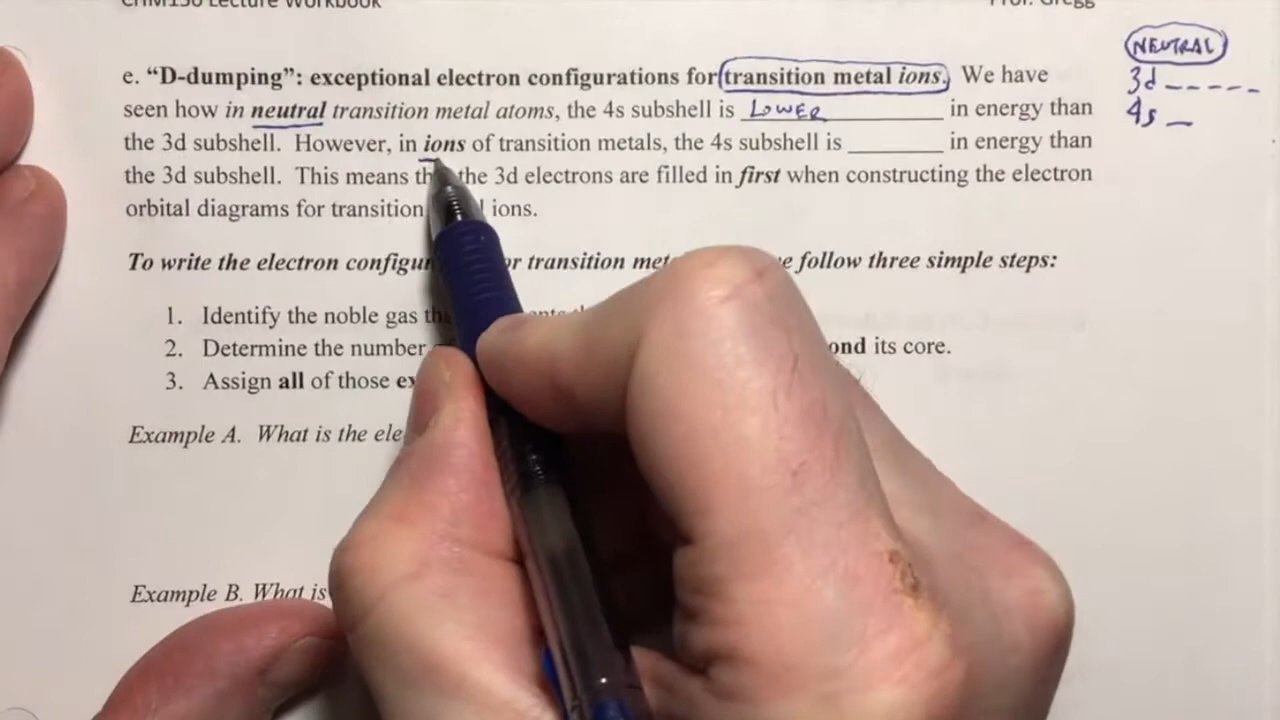 CHM130 Lecture Workbook Prof. Gregg
NEUTRAL
3d _ _ _ _ _
4s _
e. “D-dumping”: exceptional electron configurations for transition metal ions. We have
seen how in neutral transition metal atoms, the 4s subshell is LOWER in energy than
the 3d subshell. However, in ions of transition metals, the 4s subshell is ________ in energy than
the 3d subshell. This means the 3d electrons are filled in first when constructing the electron
orbital diagrams for transition ions.
To write the electron transition follow three simple steps:
1. Identify the noble gas
2. Determine the number ond its core.
3. Assign all of those
Example A. What is the
Example B. What is